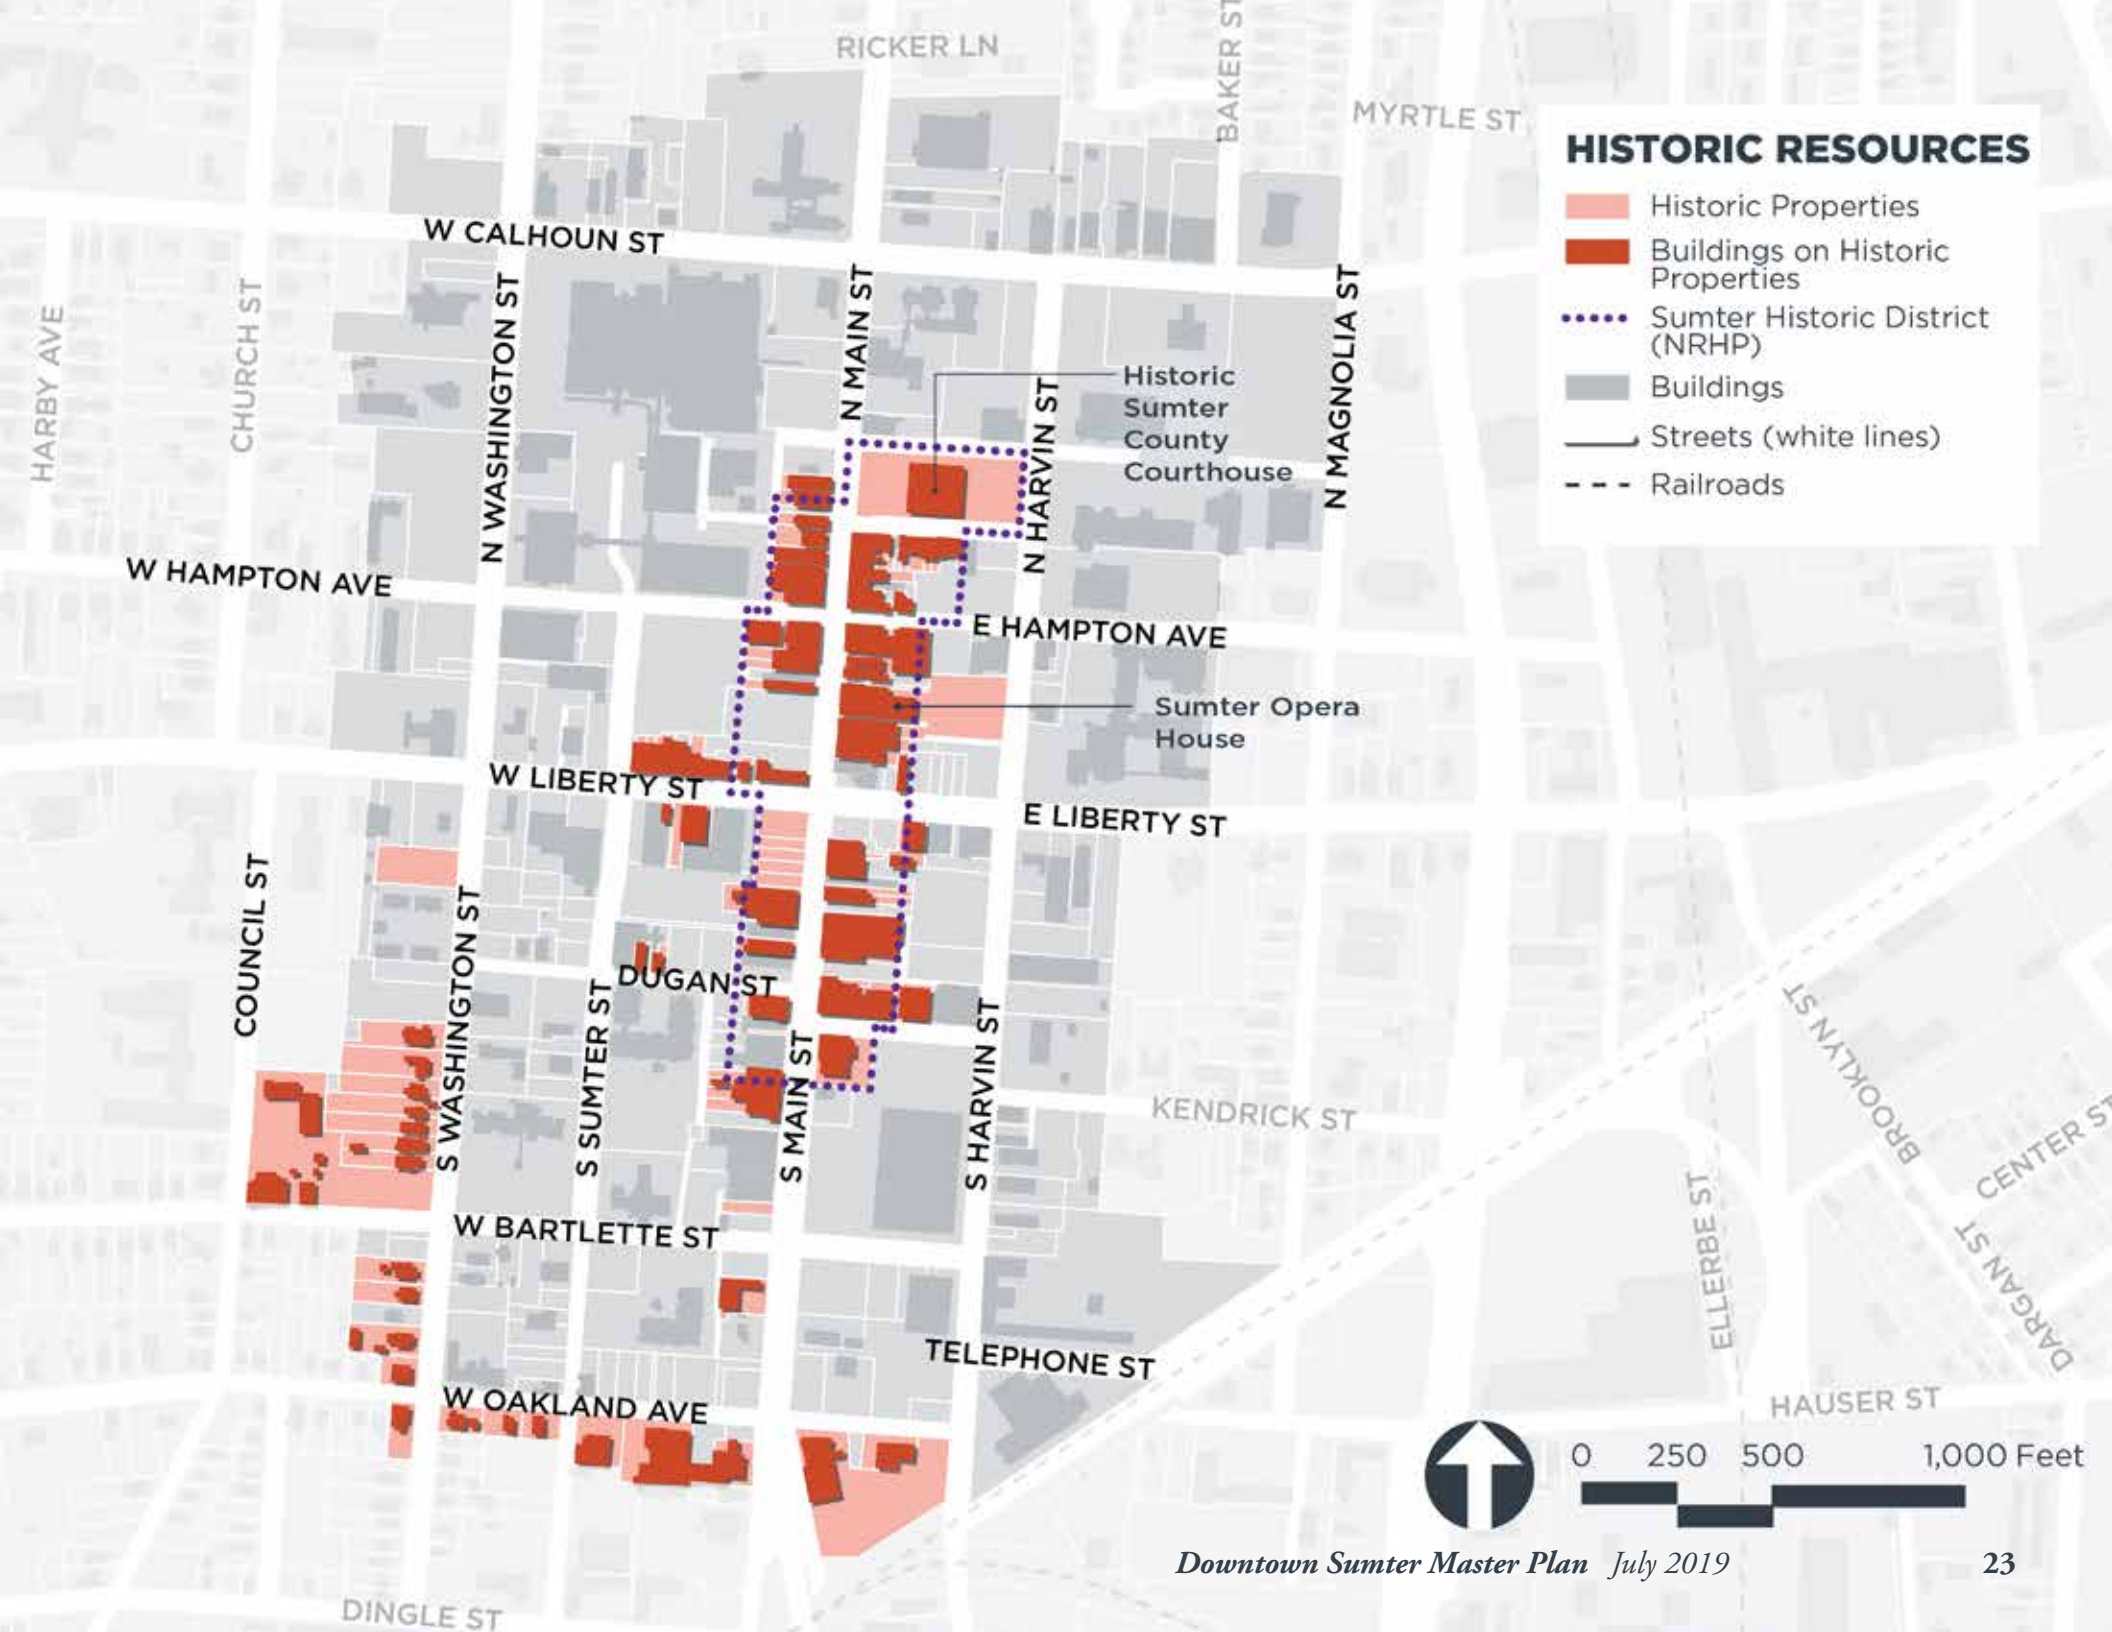 RICKER LN
BAKER ST
MYRTLE ST
HISTORIC RESOURCES
Historic Properties
Buildings on Historic
Properties
Sumter Historic District
(NRHP)
Buildings
Streets (white lines)
Railroads
W CALHOUN ST
HARBY AVE
CHURCH ST
N WASHINGTON ST
N MAIN ST
N HARVIN ST
N MAGNOLIA ST
Historic
Sumter
County
Courthouse
W HAMPTON AVE
E HAMPTON AVE
Sumter Opera
House
W LIBERTY ST
E LIBERTY ST
COUNCIL ST
S WASHINGTON ST
DUGAN ST
S SUMTER ST
S MAIN ST
S HARVIN ST
KENDRICK ST
BROOKLYN ST
CENTER ST
ELLERBE ST
DARGAN ST
W BARTLETTE ST
TELEPHONE ST
W OAKLAND AVE
HAUSER ST
0 250 500 1,000 Feet
Downtown Sumter Master Plan July 2019 23
DINGLE ST